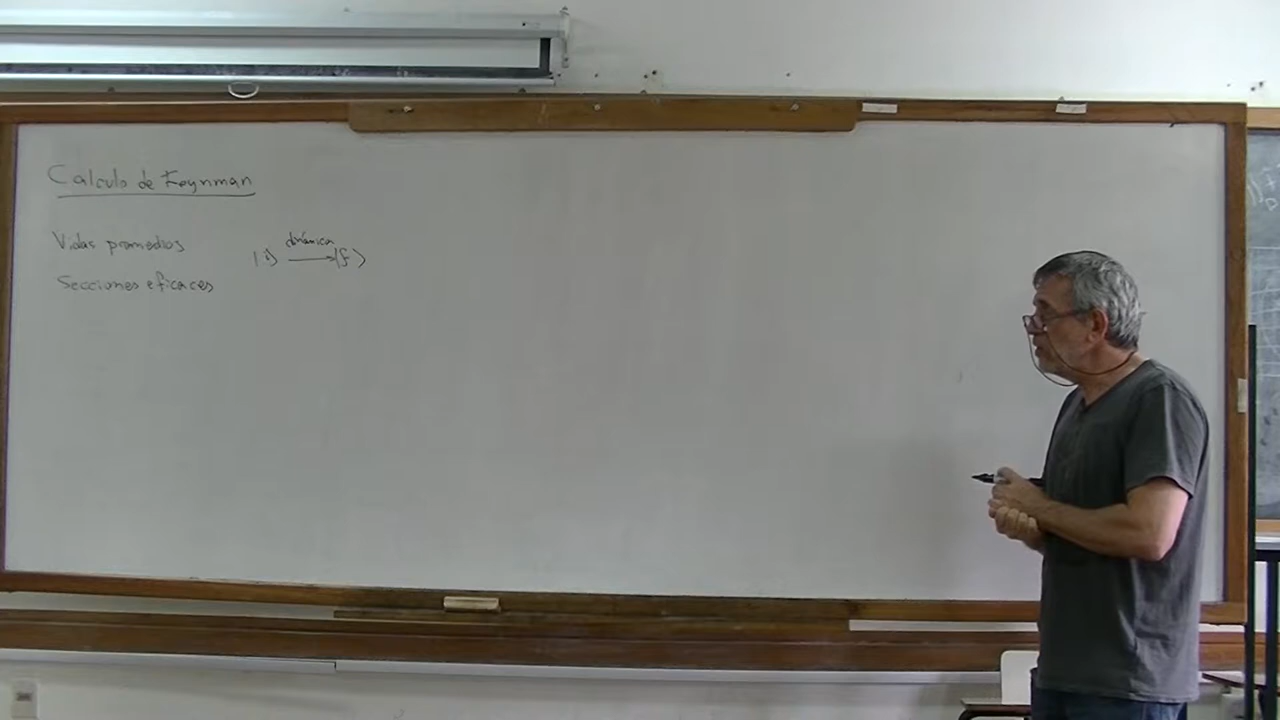 Calculo de Feynman
Vidas promedios
dinámica
|i⟩ ⟶ |f⟩
Secciones eficaces